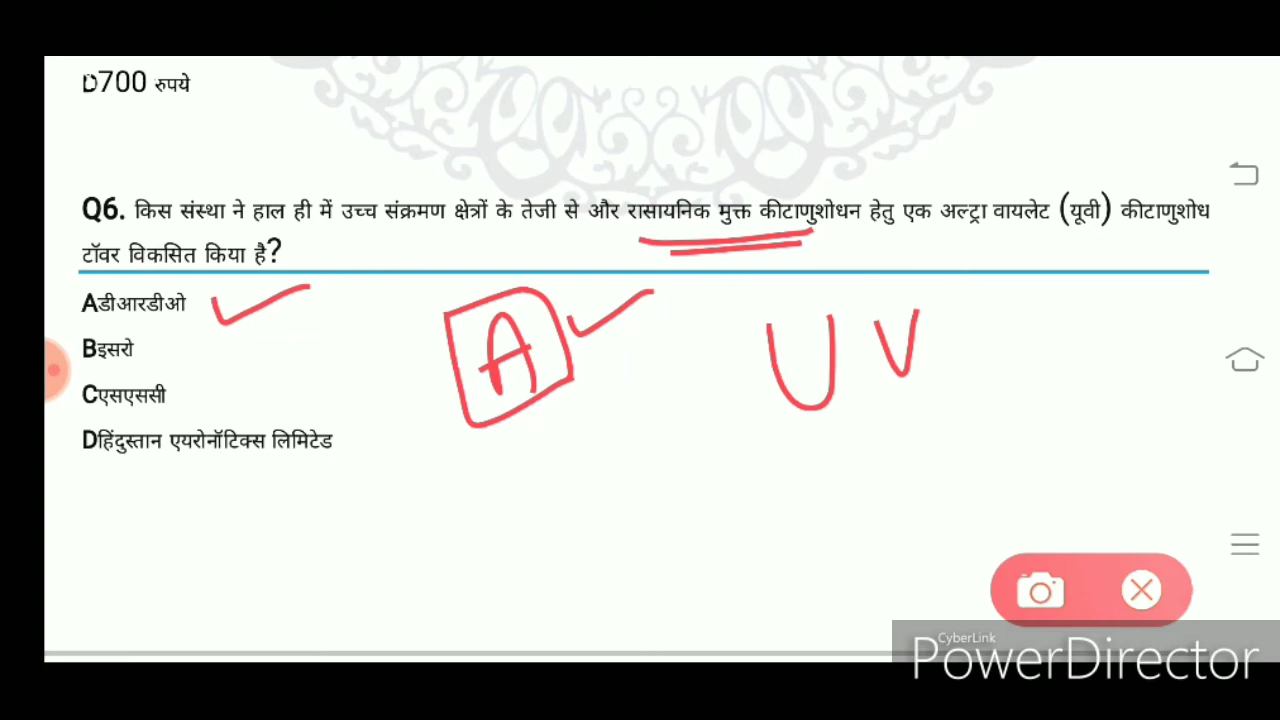 D700 रुपये
Q6. किस संस्था ने हाल ही में उच्च संक्रमण क्षेत्रों के तेजी से और रासायनिक मुक्त कीटाणुशोधन हेतु एक अल्ट्रा वायलेट (यूवी) कीटाणुशोध
टॉवर विकसित किया है?
Aडीआरडीओ
Bइसरो
Cएसएससी
Dहिंदुस्तान एयरोनॉटिक्स लिमिटेड
A
UV
CyberLink
PowerDirector